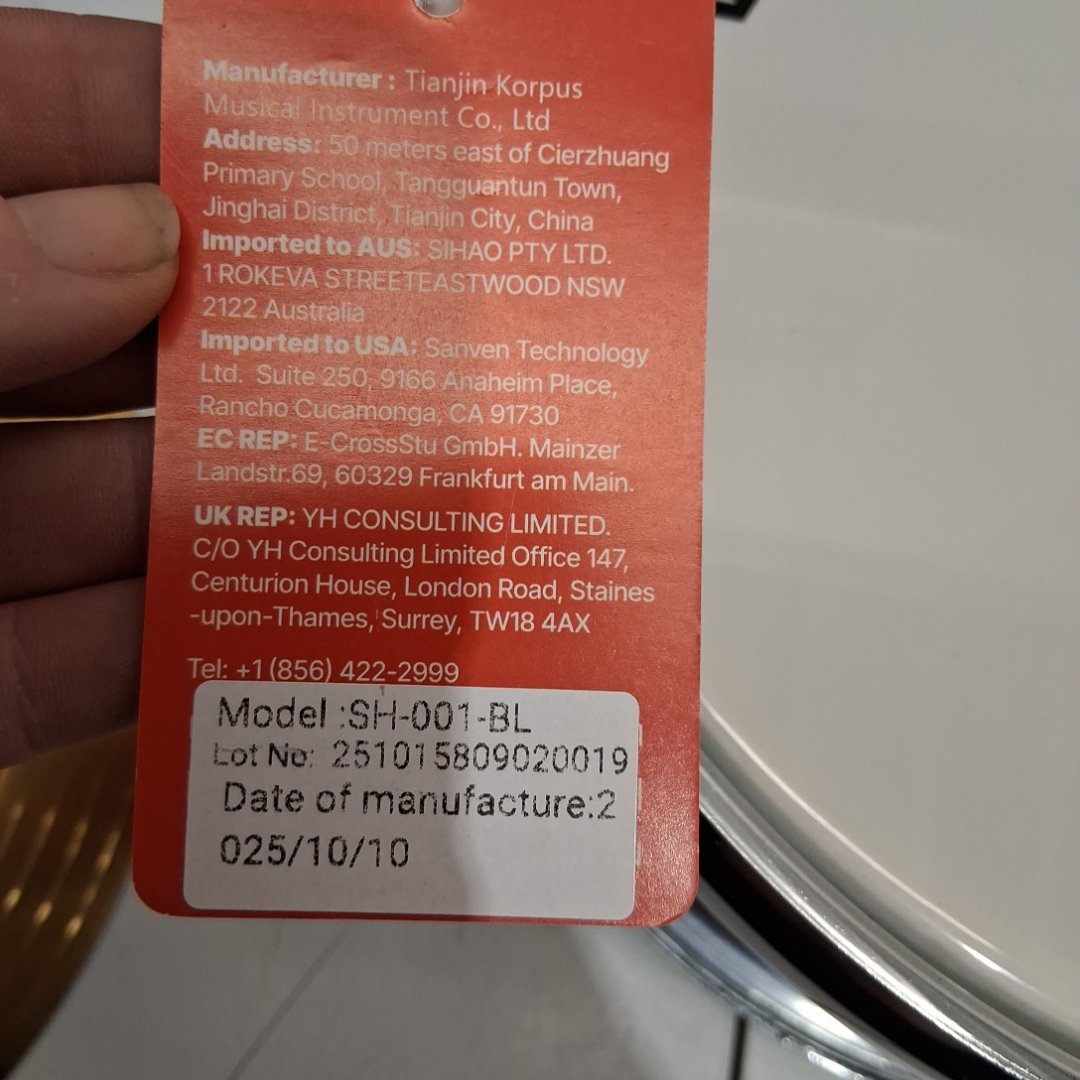 Manufacturer : Tianjin Korpus
Musical Instrument Co., Ltd
Address: 50 meters east of Cierzhuang
Primary School, Tangguantun Town,
Jinghai District, Tianjin City, China
Imported to AUS: SIHAO PTY LTD.
1 ROKEVA STREETEASTWOOD NSW
2122 Australia
Imported to USA: Sanven Technology
Ltd. Suite 250, 9166 Anaheim Place,
Rancho Cucamonga, CA 91730
EC REP: E-CrossStu GmbH. Mainzer
Landstr.69, 60329 Frankfurt am Main.
UK REP: YH CONSULTING LIMITED.
C/O YH Consulting Limited Office 147,
Centurion House, London Road, Staines
-upon-Thames, Surrey, TW18 4AX
Tel: +1 (856) 422-2999
Model :SH-001-BL
Lot No: 251015809020019
Date of manufacture:2
025/10/10